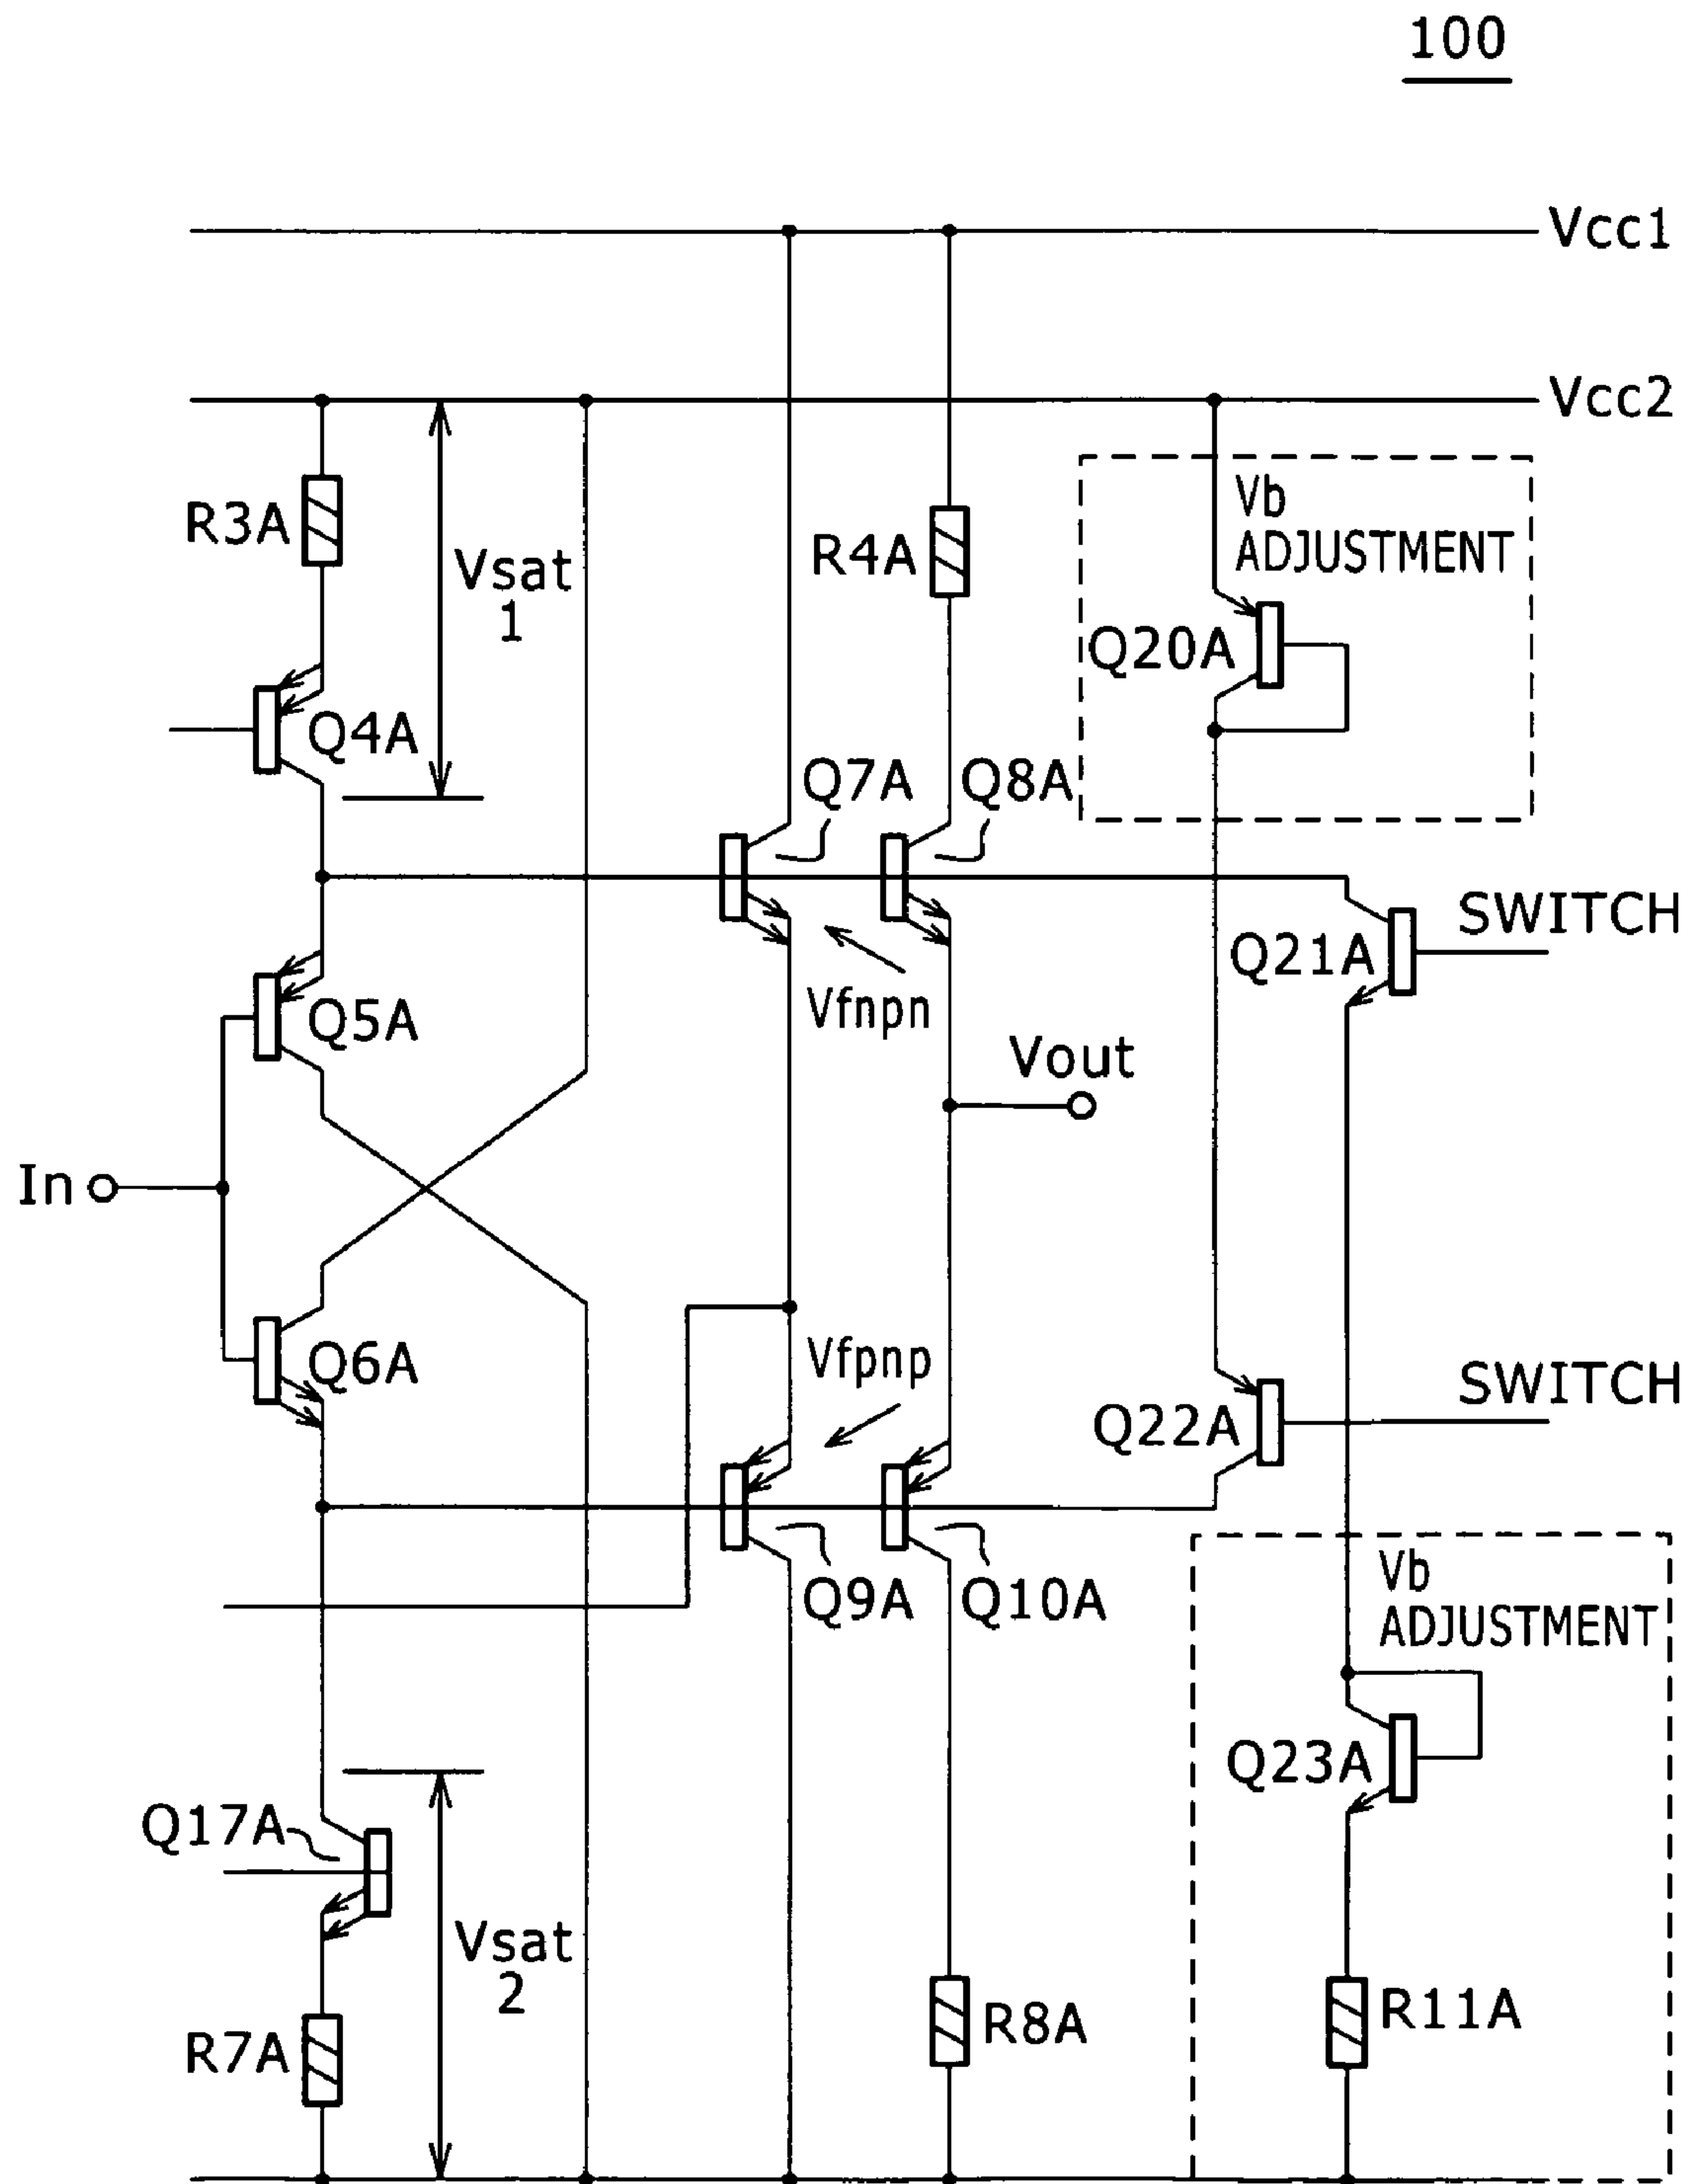 100
Vcc1
Vcc2
R3A
Vsat
1
R4A
Vb
ADJUSTMENT
Q20A
Q4A
Q7A
Q8A
SWITCH
Q21A
Q5A
Vfnpn
Vout
In
Q6A
Vfpnp
SWITCH
Q22A
Q9A
Q10A
Vb
ADJUSTMENT
Q23A
Q17A
Vsat
2
R7A
R8A
R11A